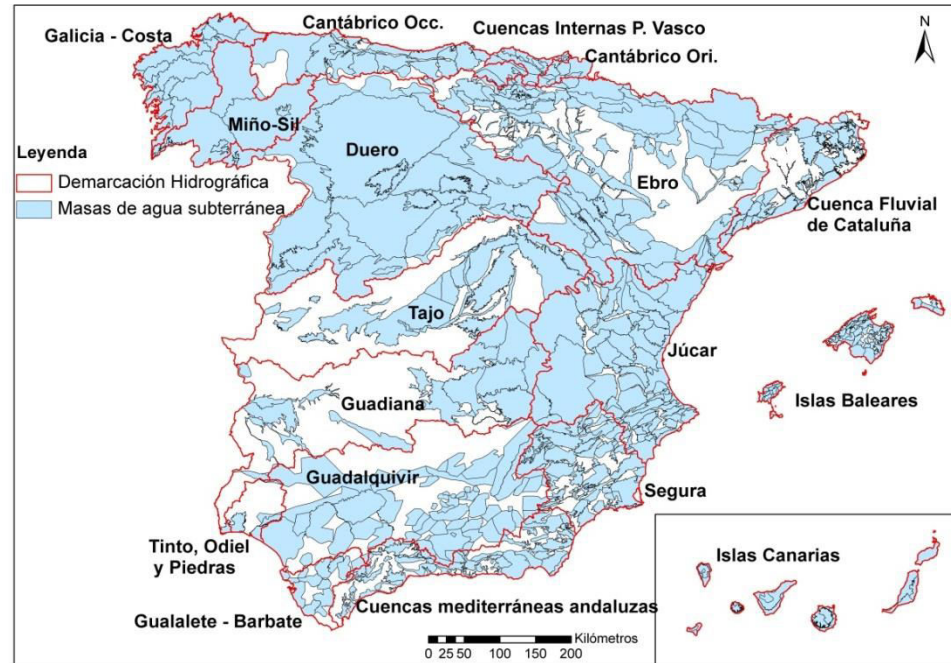 Cantábrico Occ.
Galicia - Costa
Cuencas Internas P. Vasco
Cantábrico Ori.
N
Miño-Sil
Leyenda
Demarcación Hidrográfica
Masas de agua subterránea
Duero
Ebro
Cuenca Fluvial
de Cataluña
Tajo
Júcar
Islas Baleares
Guadiana
Guadalquivir
Segura
Tinto, Odiel
y Piedras
Islas Canarias
Cuencas mediterráneas andaluzas
Gualalete - Barbate
Kilómetros
0 25 50 100 150 200